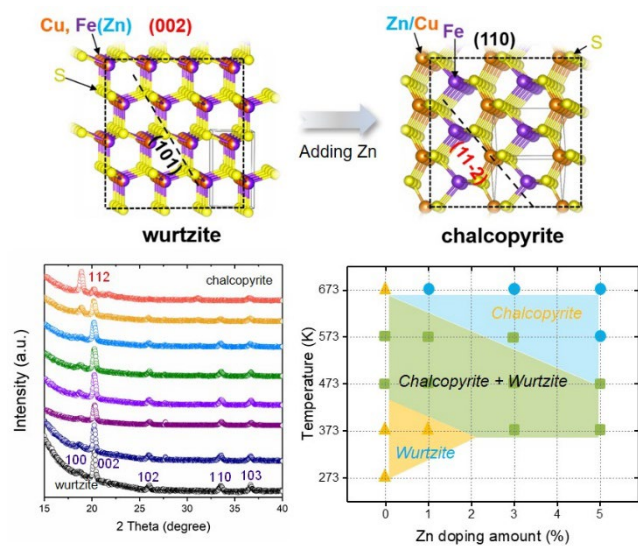 Cu, Fe(Zn) (002)
S
(101)
wurtzite
Adding Zn
Zn/Cu Fe (110) S
(11-2)
chalcopyrite
Intensity (a.u.)
112
chalcopyrite
100 002 102 110 103
wurtzite
15 20 25 30 35 40
2 Theta (degree)
Temperature (K)
673
573
473
373
273
Chalcopyrite
Chalcopyrite + Wurtzite
Wurtzite
0 1 2 3 4 5
Zn doping amount (%)